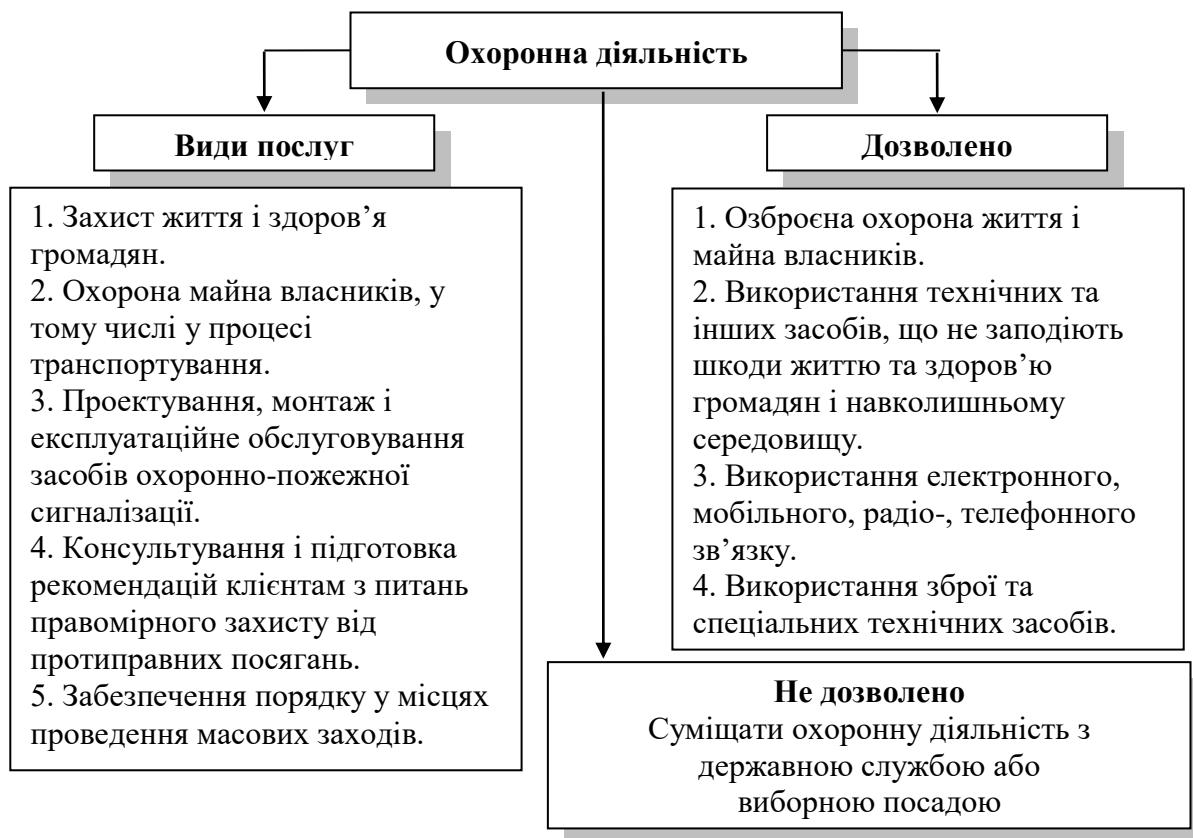 Охоронна діяльність
Види послуг
1. Захист життя і здоров’я
громадян.
2. Охорона майна власників, у
тому числі у процесі
транспортування.
3. Проектування, монтаж і
експлуатаційне обслуговування
засобів охоронно-пожежної
сигналізації.
4. Консультування і підготовка
рекомендацій клієнтам з питань
правомірного захисту від
протиправних посягань.
5. Забезпечення порядку у місцях
проведення масових заходів.
Дозволено
1. Озброєна охорона життя і
майна власників.
2. Використання технічних та
інших засобів, що не заподіють
шкоди життю та здоров’ю
громадян і навколишньому
середовищу.
3. Використання електронного,
мобільного, радіо-, телефонного
зв’язку.
4. Використання зброї та
спеціальних технічних засобів.
Не дозволено
Суміщати охоронну діяльність з
державною службою або
виборною посадою